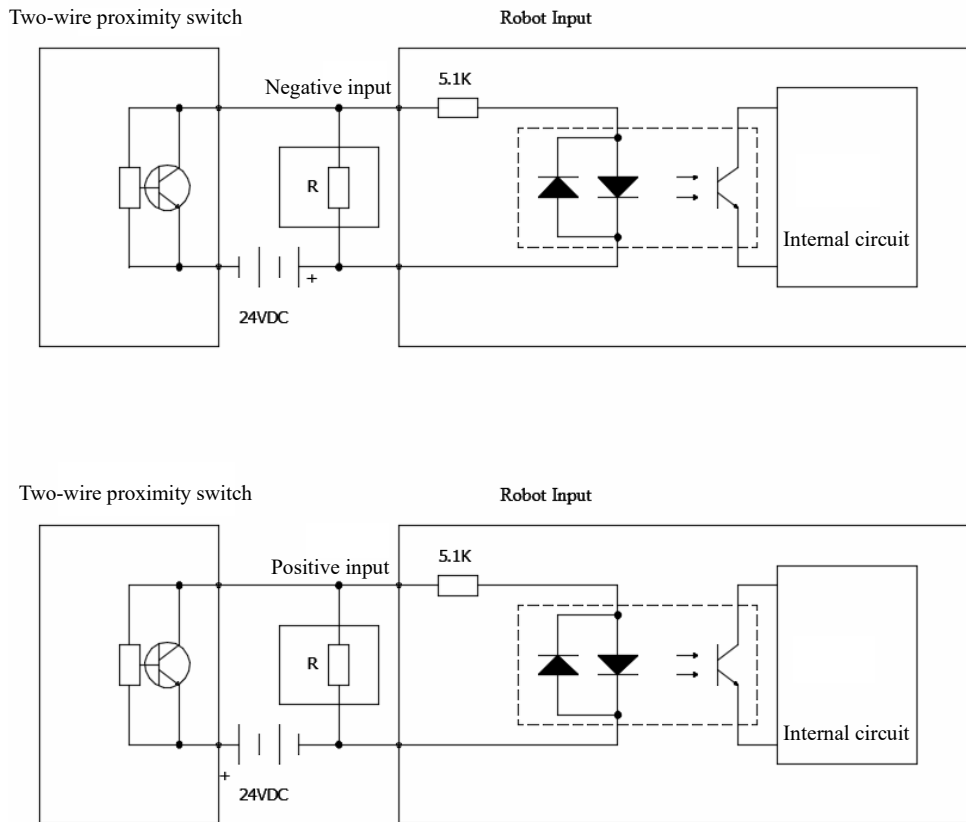 Two-wire proximity switch
Robot Input
Negative input
5.1K
R
Internal circuit
+
24VDC
Two-wire proximity switch
Robot Input
Positive input
5.1K
R
Internal circuit
+
24VDC